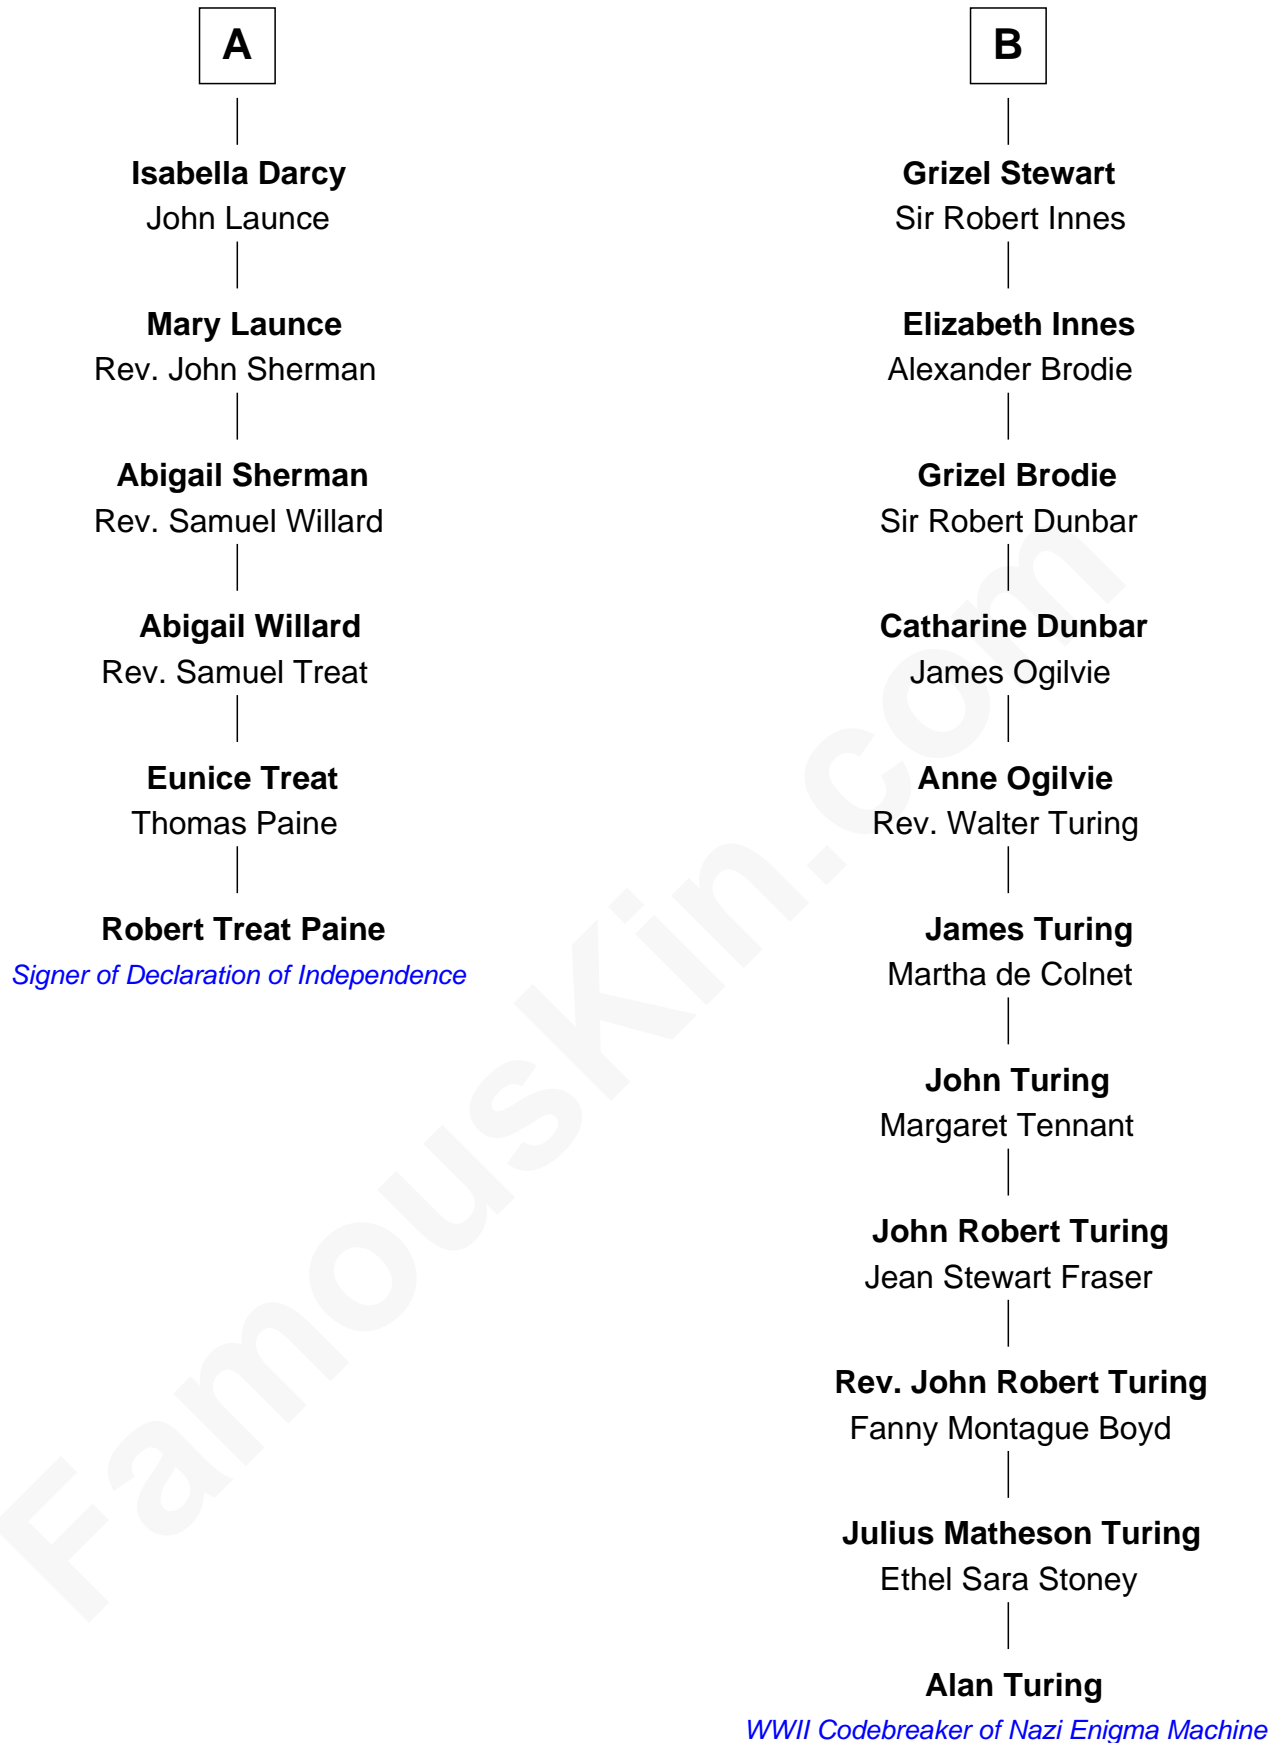 A
Isabella Darcy
John Launce
Mary Launce
Rev. John Sherman
Abigail Sherman
Rev. Samuel Willard
Abigail Willard
Rev. Samuel Treat
Eunice Treat
Thomas Paine
Robert Treat Paine
Signer of Declaration of Independence
B
Grizel Stewart
Sir Robert Innes
Elizabeth Innes
Alexander Brodie
Grizel Brodie
Sir Robert Dunbar
Catharine Dunbar
James Ogilvie
Anne Ogilvie
Rev. Walter Turing
James Turing
Martha de Colnet
John Turing
Margaret Tennant
John Robert Turing
Jean Stewart Fraser
Rev. John Robert Turing
Fanny Montague Boyd
Julius Matheson Turing
Ethel Sara Stoney
Alan Turing
WWII Codebreaker of Nazi Enigma Machine
FamousKin.com